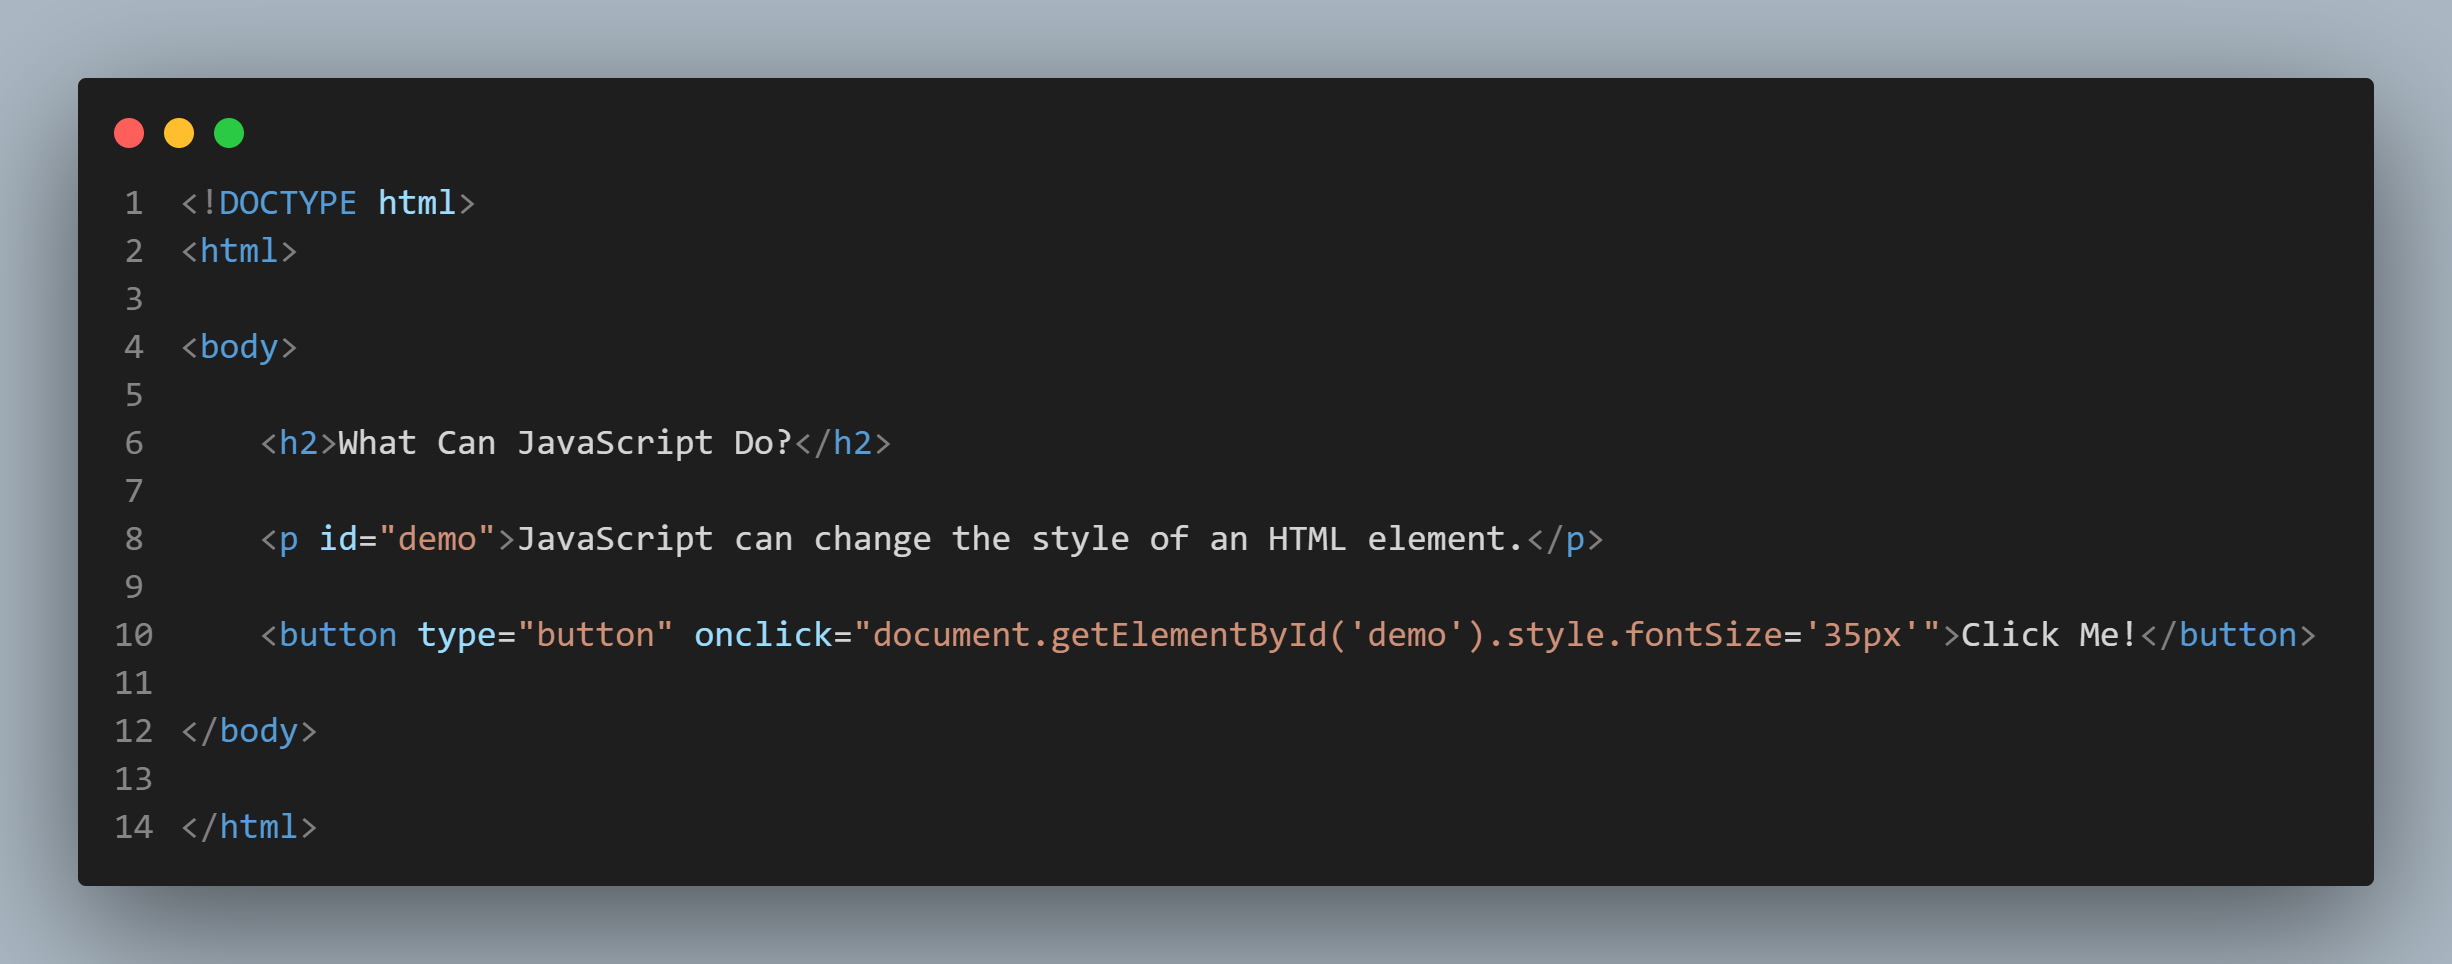 1 <!DOCTYPE html>
2 <html>
3
4 <body>
5
6     <h2>What Can JavaScript Do?</h2>
7
8     <p id="demo">JavaScript can change the style of an HTML element.</p>
9
10     <button type="button" onclick="document.getElementById('demo').style.fontSize='35px'">Click Me!</button>
11
12 </body>
13
14 </html>